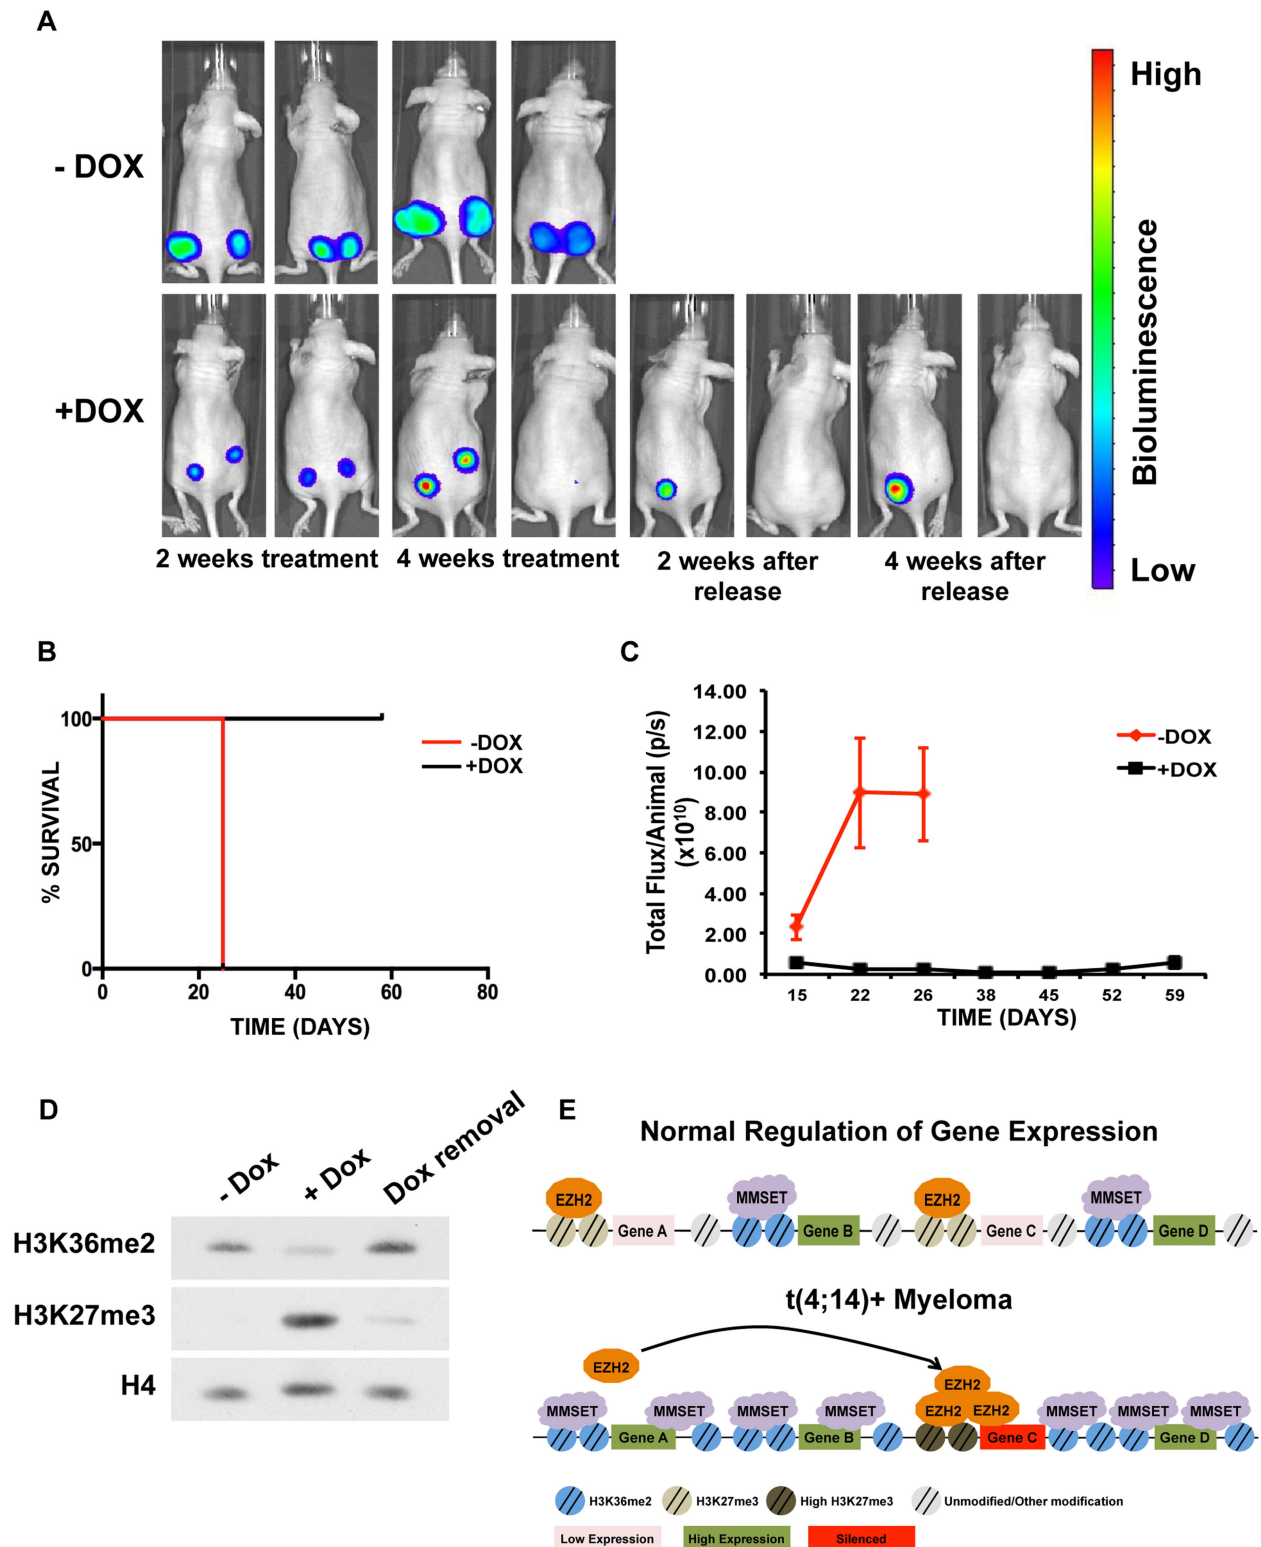 A
- DOX
+DOX
2 weeks treatment
4 weeks treatment
2 weeks after
release
4 weeks after
release
High
Bioluminescence
Low
B
% SURVIVAL
100
50
0
0 20 40 60 80
TIME (DAYS)
-DOX
+DOX
C
Total Flux/Animal (p/s)
(x10¹⁰)
14.00
12.00
10.00
8.00
6.00
4.00
2.00
0.00
15 22 26 38 45 52 59
TIME (DAYS)
-DOX
+DOX
D
- Dox
+ Dox
Dox removal
H3K36me2
H3K27me3
H4
E
Normal Regulation of Gene Expression
EZH2 MMSET EZH2 MMSET
Gene A Gene B Gene C Gene D
t(4;14)+ Myeloma
EZH2 EZH2
MMSET MMSET MMSET MMSET EZH2 EZH2 MMSET MMSET MMSET
Gene A Gene B Gene C Gene D
H3K36me2 H3K27me3 High H3K27me3 Unmodified/Other modification
Low Expression High Expression Silenced